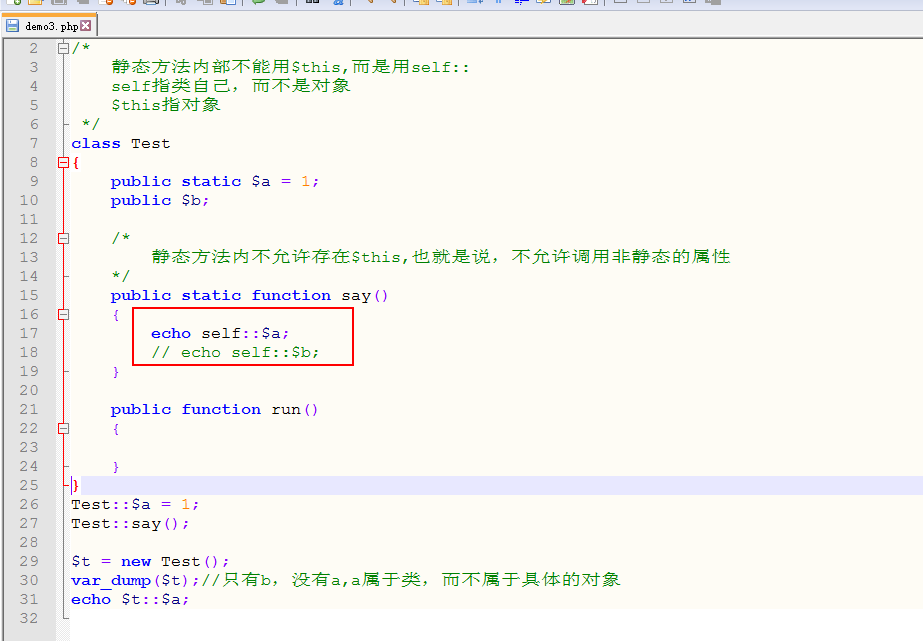 demo3.php
2 /*
3 静态方法内部不能用$this,而是用self::
4 self指类自己，而不是对象
5 $this指对象
6 */
7 class Test
8 {
9 public static $a = 1;
10 public $b;
11
12 /*
13 静态方法内不允许存在$this,也就是说，不允许调用非静态的属性
14 */
15 public static function say()
16 {
17 echo self::$a;
18 // echo self::$b;
19 }
20
21 public function run()
22 {
23
24 }
25 }
26 Test::$a = 1;
27 Test::say();
28
29 $t = new Test();
30 var_dump($t);//只有b，没有a,a属于类，而不属于具体的对象
31 echo $t::$a;
32